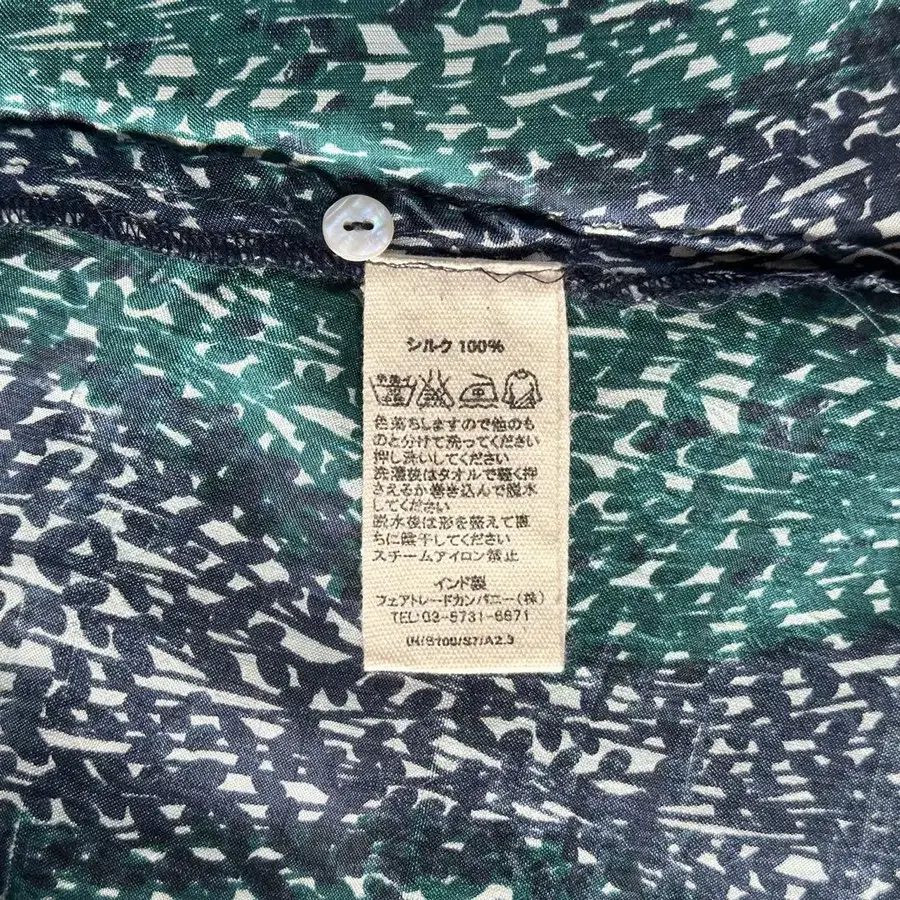 シルク 100%
色落ちしますので他のも
のと分けて洗ってください
押し洗いしてください
洗濯後はタオルで軽く押
さえるか巻き込んで脱水
してください
脱水後は形を整えて直
ちに陰干してください
スチームアイロン禁止
インド製
フェアトレードカンパニー(株)
TEL:03-5731-6671
/S100/S7/A2.3